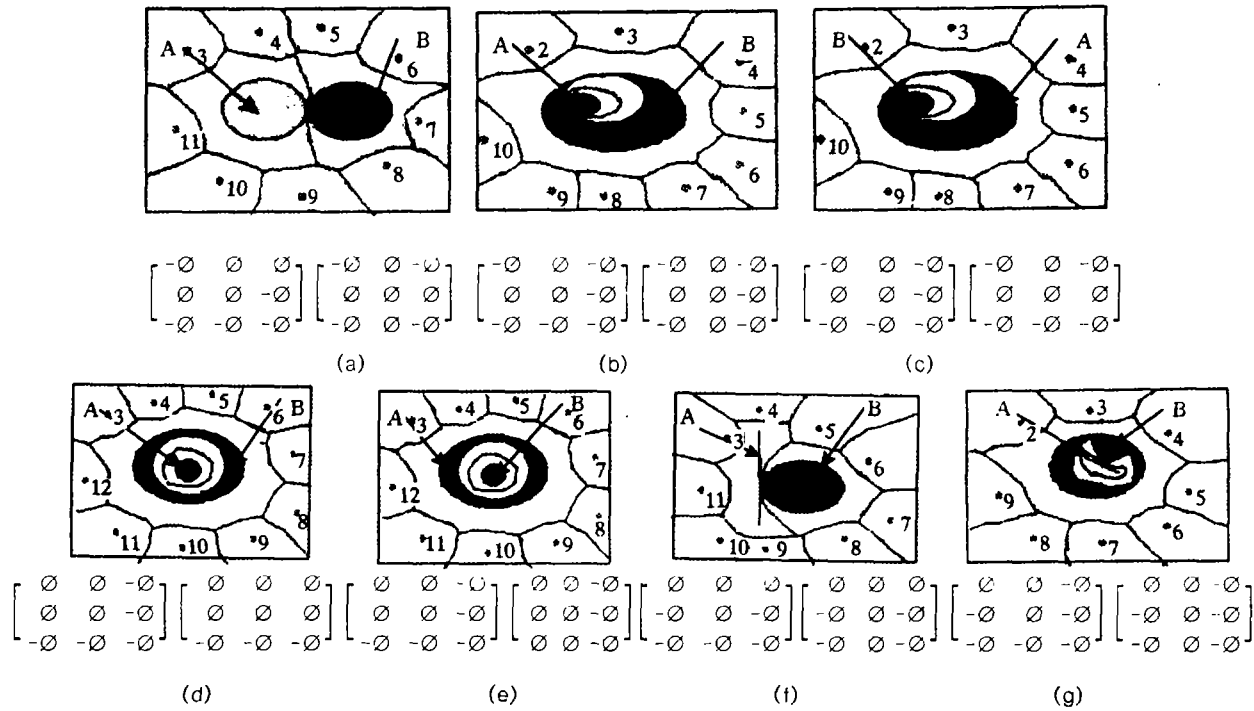 A 3 4 5 B 6 7 8 9 10 11
A 2 3 B 4 5 6 7 8 9 10
B 2 3 A 4 5 6 7 8 9 10
[-Ø Ø Ø] [-Ø Ø -Ø] [-Ø Ø -Ø] [-Ø Ø -Ø] [-Ø Ø -Ø] [-Ø Ø -Ø]
[Ø Ø -Ø] [Ø Ø Ø] [Ø Ø -Ø] [Ø Ø -Ø] [Ø Ø -Ø] [Ø Ø -Ø]
[-Ø -Ø -Ø] [-Ø Ø -Ø] [-Ø -Ø -Ø] [-Ø -Ø -Ø] [-Ø -Ø -Ø] [-Ø -Ø -Ø]
(a) (b) (c)
A 3 4 5 6 B 7 8 9 10 11 12
A 3 4 5 B 6 7 8 9 10 11 12
A 3 4 B 5 6 7 8 9 10 11
A 2 3 B 4 5 6 7 8 9
[Ø Ø -Ø] [Ø Ø Ø] [Ø Ø -Ø] [Ø Ø -Ø] [Ø Ø Ø] [Ø Ø -Ø] [-Ø Ø -Ø] [Ø Ø -Ø]
[Ø Ø -Ø] [Ø Ø Ø] [Ø Ø -Ø] [Ø Ø -Ø] [-Ø Ø -Ø] [-Ø -Ø -Ø] [-Ø Ø -Ø] [Ø Ø -Ø]
[-Ø -Ø -Ø] [-Ø -Ø -Ø] [-Ø -Ø -Ø] [-Ø Ø -Ø] [-Ø -Ø -Ø] [-Ø -Ø -Ø] [-Ø -Ø -Ø] [-Ø -Ø -Ø]
(d) (e) (f) (g)